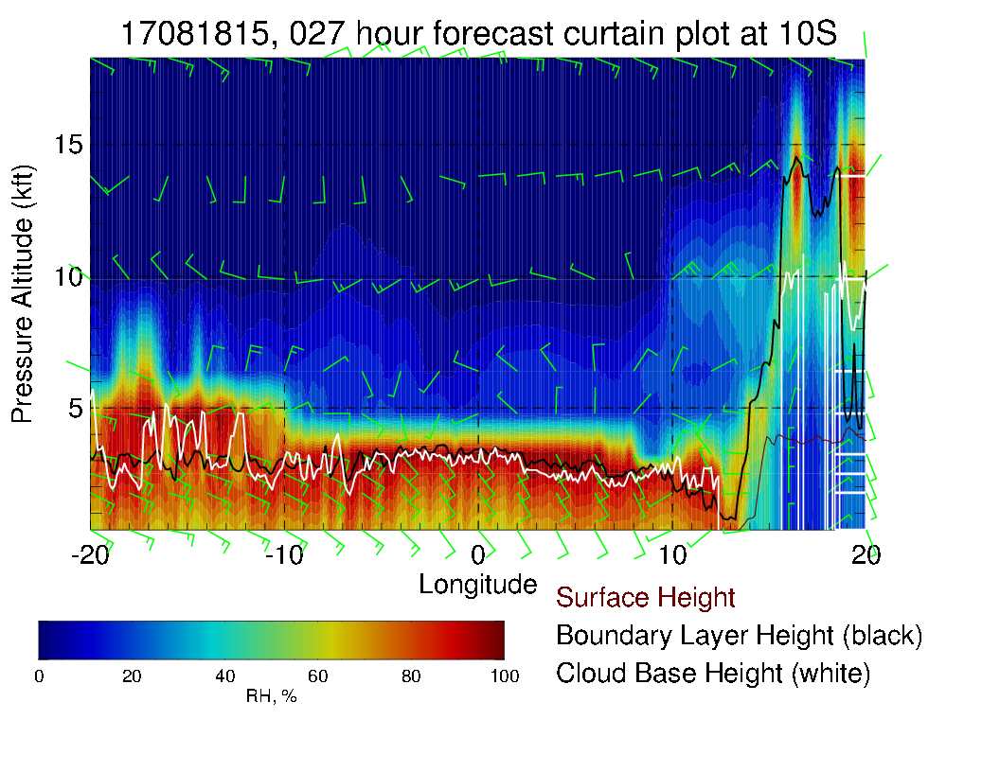 17081815, 027 hour forecast curtain plot at 10S
Pressure Altitude (kft)
15
10
5
-20 -10 0 10 20
Longitude
Surface Height
Boundary Layer Height (black)
Cloud Base Height (white)
0 20 40 60 80 100
RH, %